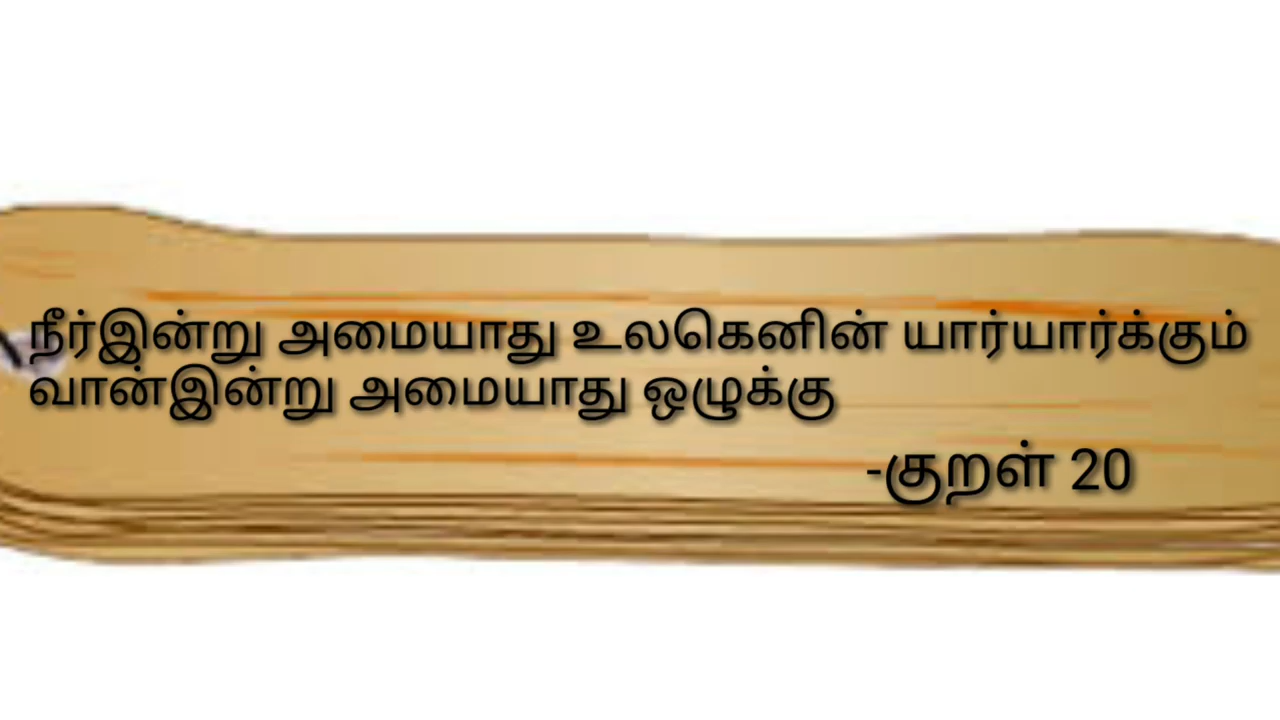 நீர்இன்று அமையாது உலகெனின் யார்யார்க்கும்
வான்இன்று அமையாது ஒழுக்கு
-குறள் 20